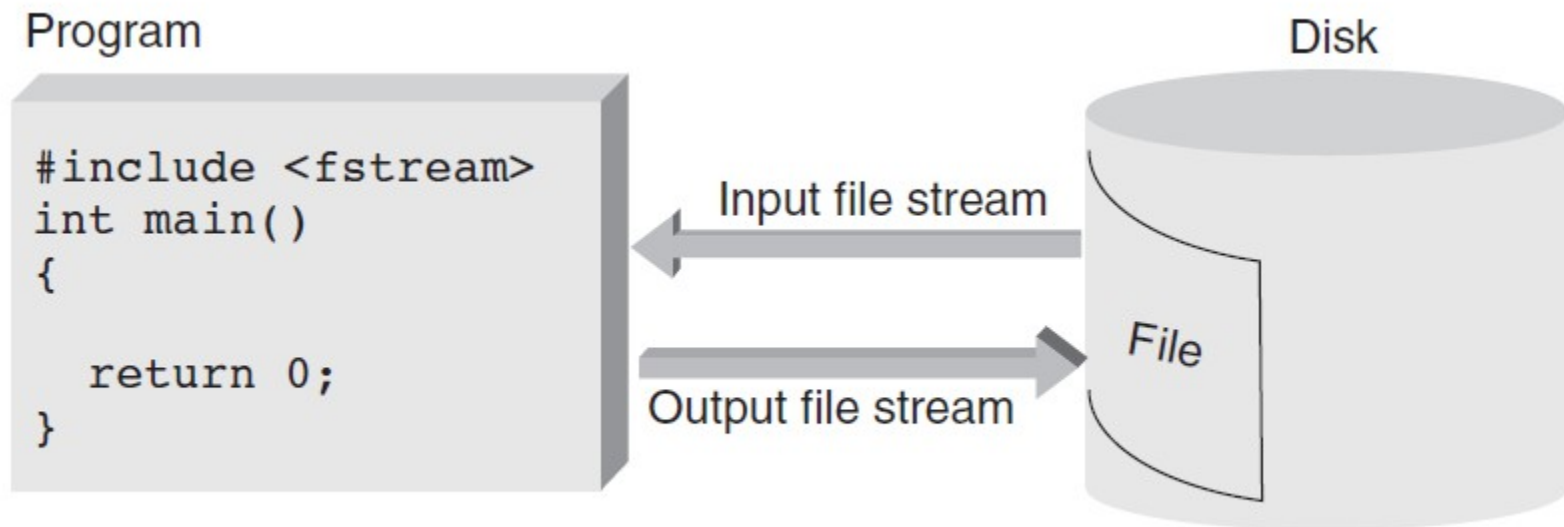 Program
#include <fstream>
int main()
{
return 0;
}
Input file stream
Output file stream
Disk
File